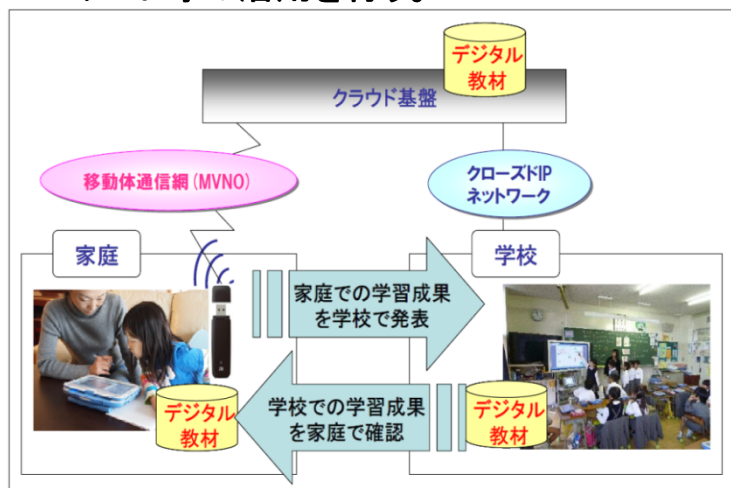 デジタル
教材
クラウド基盤
移動体通信網(MVNO)
クローズドIP
ネットワーク
家庭
学校
家庭での学習成果
を学校で発表
デジタル
教材
学校での学習成果
を家庭で確認
デジタル
教材